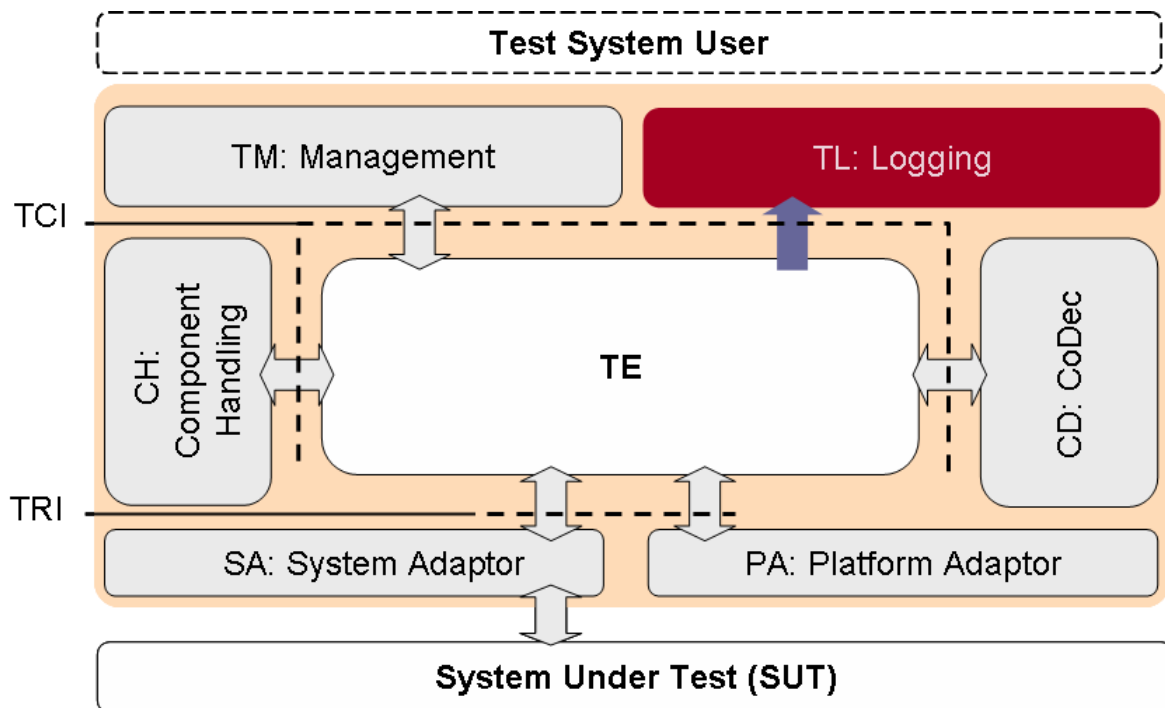 Test System User
TM: Management
TL: Logging
TCI
CH:
Component
Handling
TE
CD: CoDec
TRI
SA: System Adaptor
PA: Platform Adaptor
System Under Test (SUT)